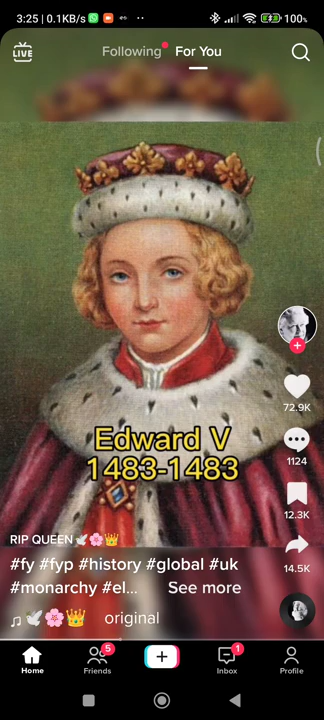 3:25 | 0.1KB/s
100%
LIVE
Following
For You
Edward V
1483-1483
72.9K
1124
12.3K
14.5K
RIP QUEEN🕊🌸👑
#fy #fyp #history #global #uk
#monarchy #el... See more
♫🕊🌸👑 original
5
1
Home
Friends
Inbox
Profile